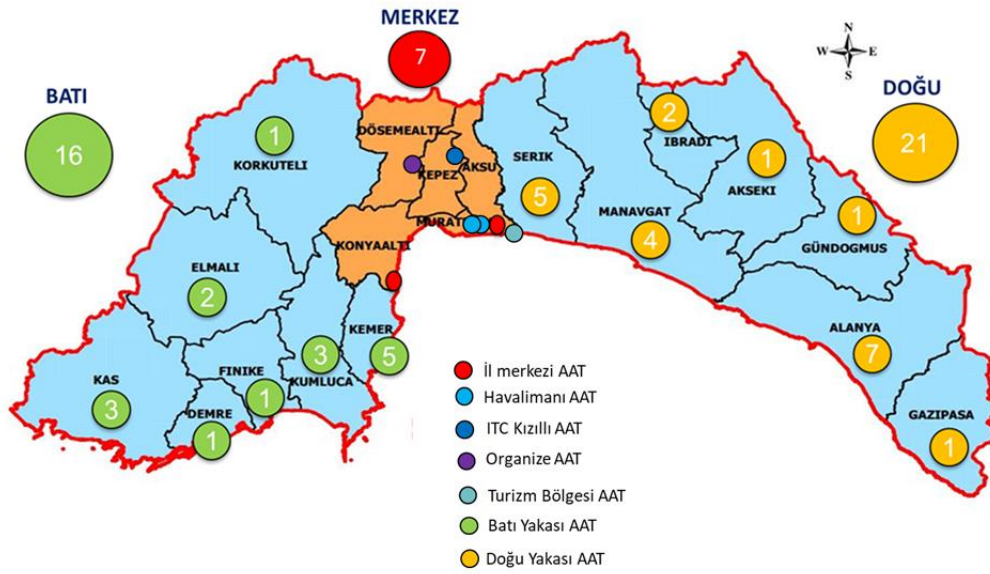 MERKEZ
7
N
W E
S
BATI
16
DOĞU
21
1
KORKUTELI
DÖSEMEALTI
KEPEZ
AKSU
SERIK
5
2
IBRADI
1
AKSEKI
MANAVGAT
4
1
GÜNDOGMUS
MURAT
KONYAALTI
ELMALI
2
KEMER
5
3
KUMLUCA
FINIKE
1
KAS
3
DEMRE
1
ALANYA
7
GAZIPASA
1
İl merkezi AAT
Havalimanı AAT
ITC Kızıllı AAT
Organize AAT
Turizm Bölgesi AAT
Batı Yakası AAT
Doğu Yakası AAT